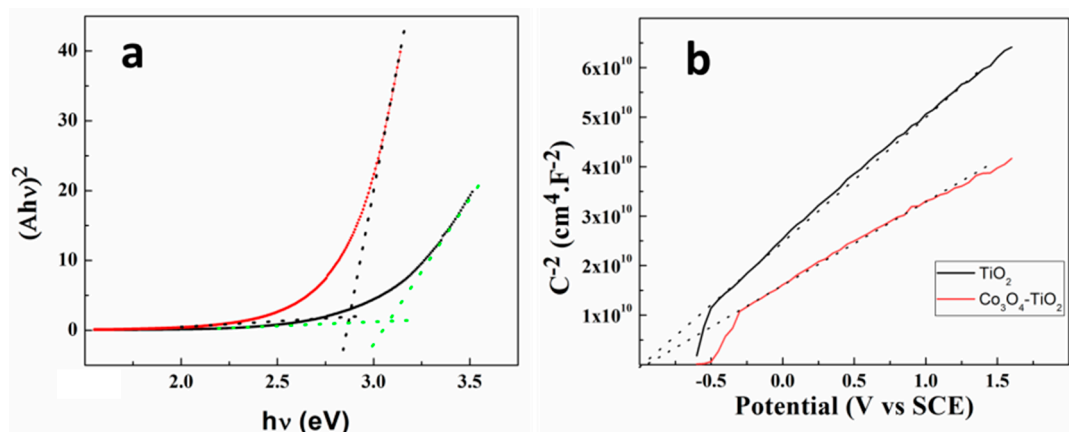 a
40
30
20
10
0
(Ahν)²
2.0 2.5 3.0 3.5
hν (eV)
b
6x10¹⁰
5x10¹⁰
4x10¹⁰
3x10¹⁰
2x10¹⁰
1x10¹⁰
C⁻² (cm⁴.F⁻²)
TiO₂
Co₃O₄-TiO₂
-0.5 0.0 0.5 1.0 1.5
Potential (V vs SCE)